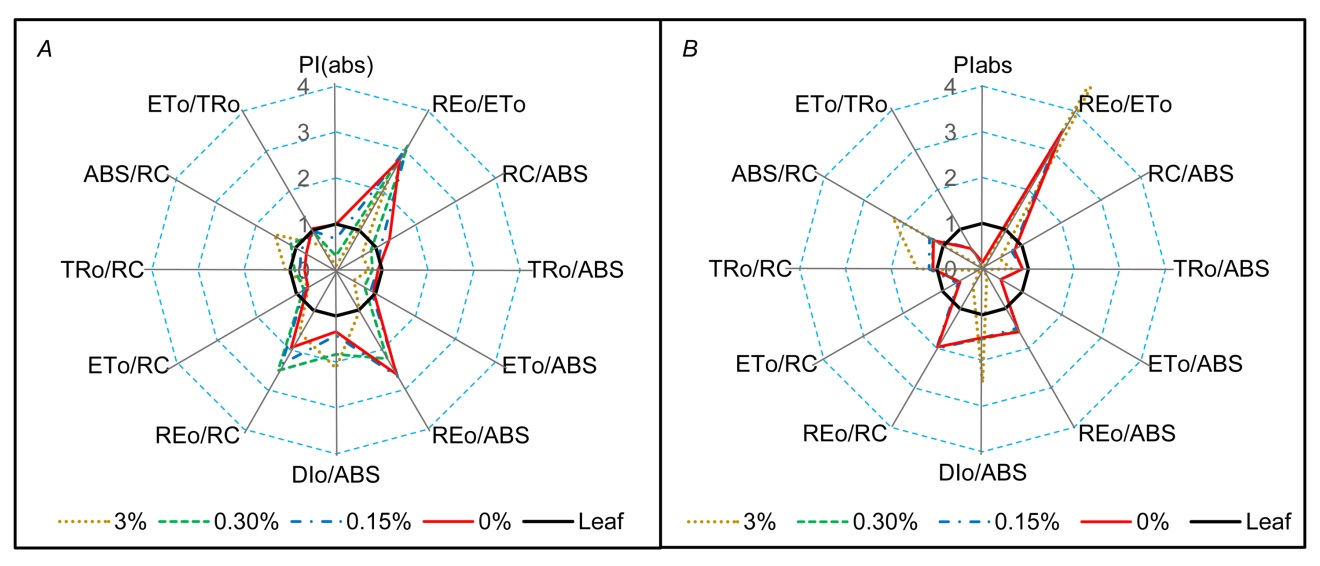 A
PI(abs)
4
ETo/TRo
REo/ETo
3
ABS/RC
2
RC/ABS
1
TRo/RC
0
TRo/ABS
ETo/RC
ETo/ABS
REo/RC
REo/ABS
DIo/ABS
3%
0.30%
0.15%
0%
Leaf
B
PIabs
4
ETo/TRo
REo/ETo
3
ABS/RC
2
RC/ABS
1
TRo/RC
0
TRo/ABS
ETo/RC
ETo/ABS
REo/RC
REo/ABS
DIo/ABS
3%
0.30%
0.15%
0%
Leaf